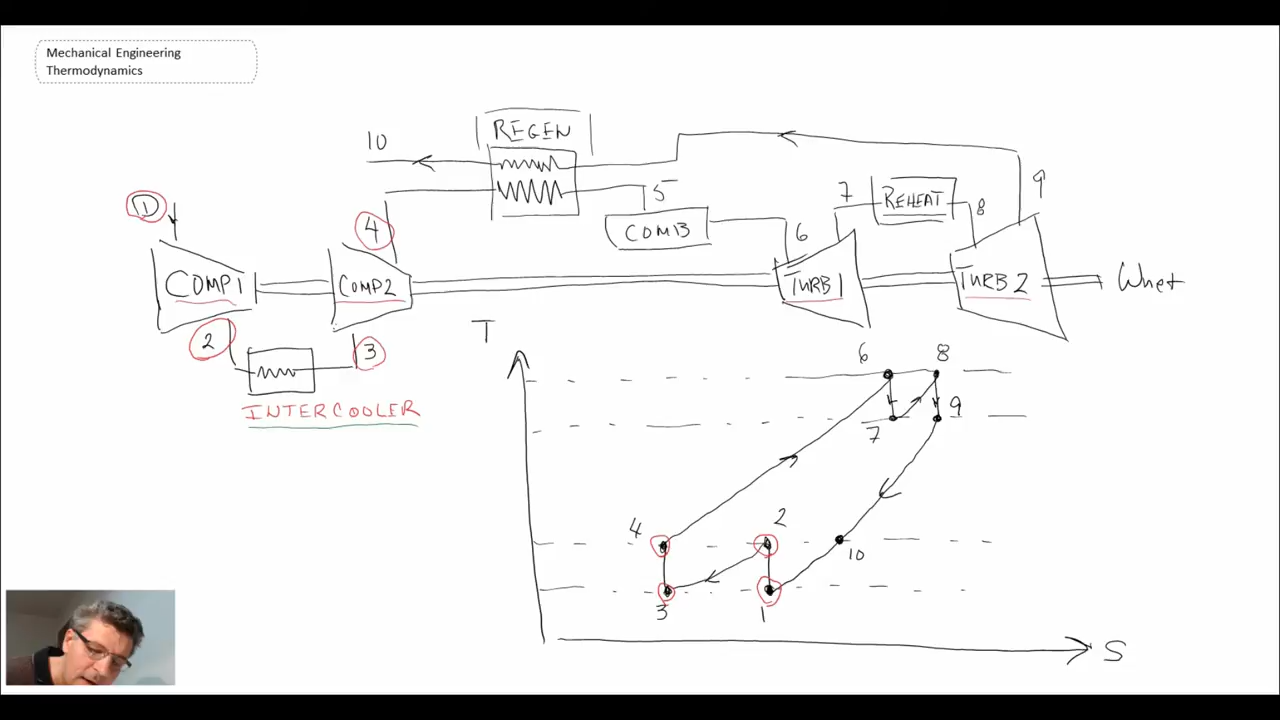 Mechanical Engineering
Thermodynamics
REGEN
10
1
4
5
COMB
6
7
REHEAT
8
9
COMP1
COMP2
TURB1
TURB2
Wnet
2
3
INTERCOOLER
T
6
8
7
9
4
2
10
3
1
S